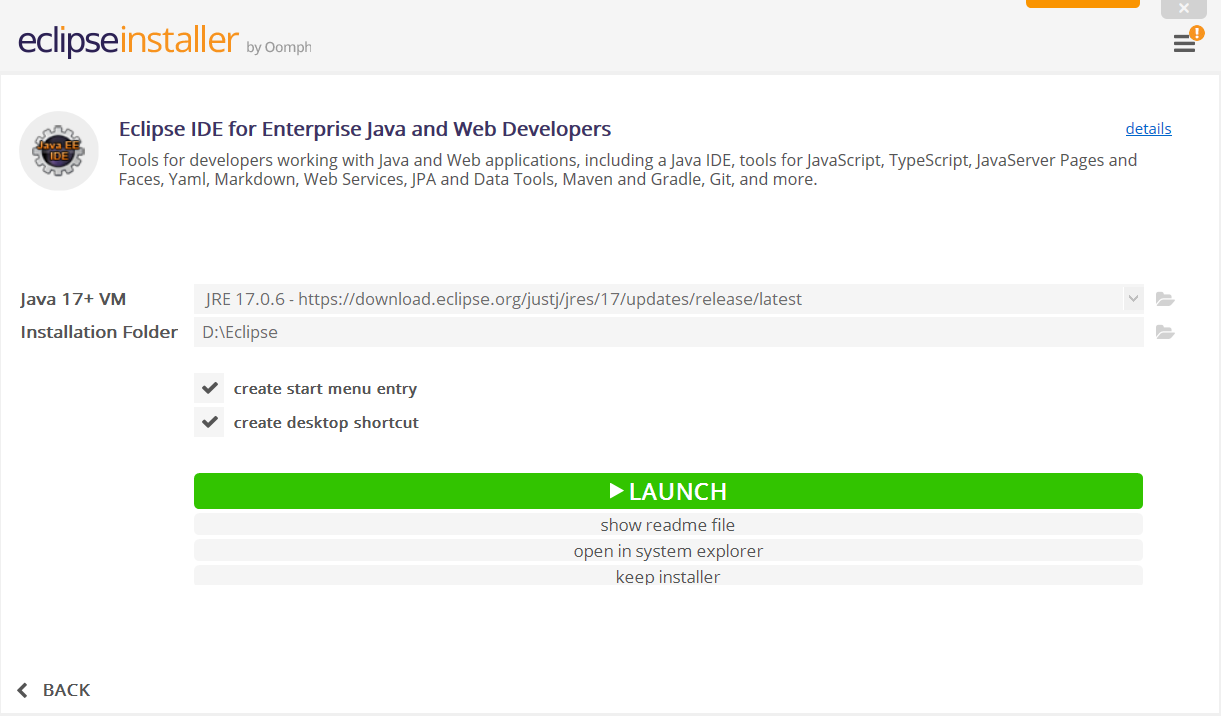 eclipseinstaller by Oomph
Eclipse IDE for Enterprise Java and Web Developers
details
Java EE
IDE
Tools for developers working with Java and Web applications, including a Java IDE, tools for JavaScript, TypeScript, JavaServer Pages and
Faces, Yaml, Markdown, Web Services, JPA and Data Tools, Maven and Gradle, Git, and more.
Java 17+ VM
JRE 17.0.6 - https://download.eclipse.org/justj/jres/17/updates/release/latest
Installation Folder
D:\Eclipse
create start menu entry
create desktop shortcut
LAUNCH
show readme file
open in system explorer
keep installer
BACK